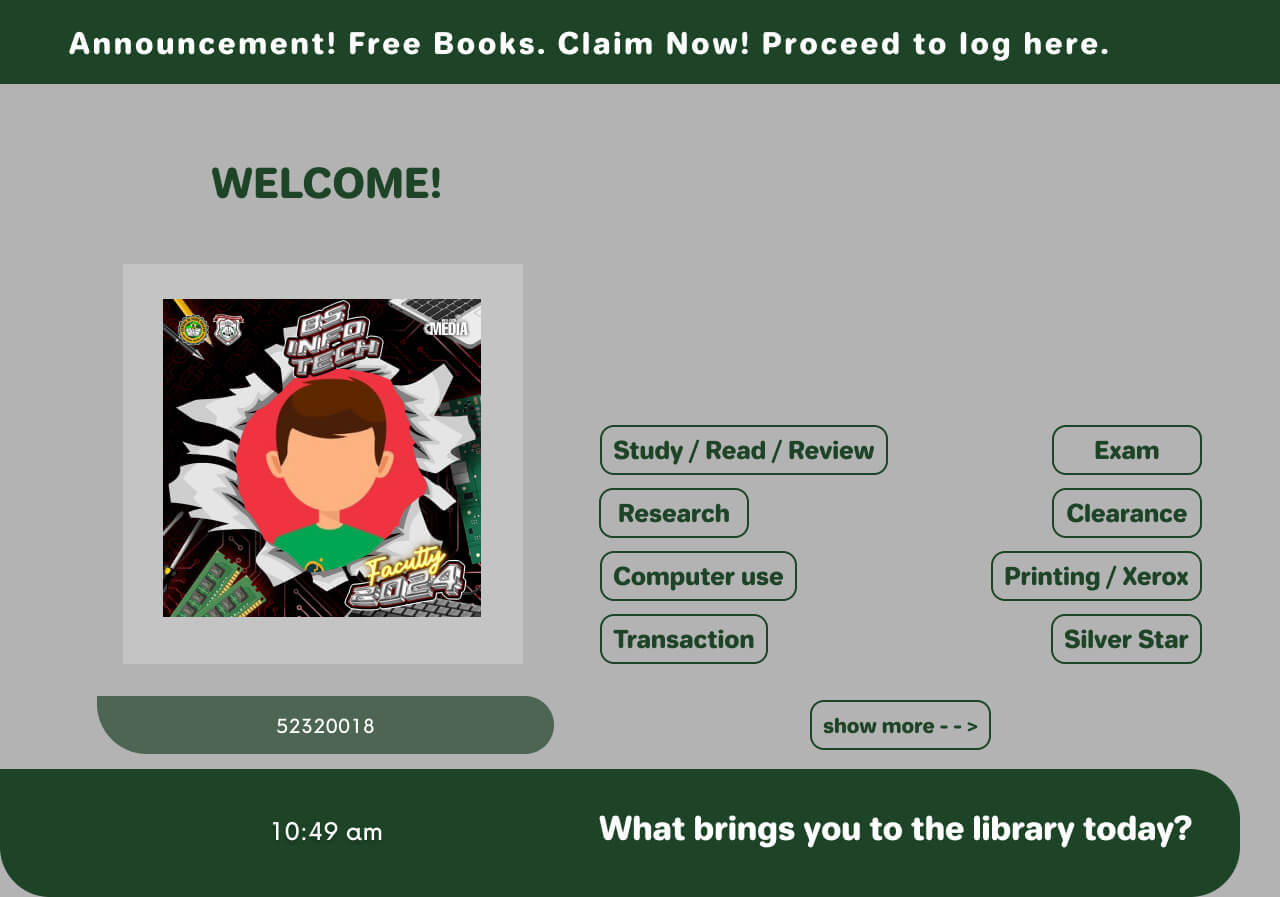 Announcement! Free Books. Claim Now! Proceed to log here.
WELCOME!
BS
INFO
TECH
MEDIA
Faculty
2024
52320018
10:49 am
Study / Read / Review
Exam
Research
Clearance
Computer use
Printing / Xerox
Transaction
Silver Star
show more - - >
What brings you to the library today?